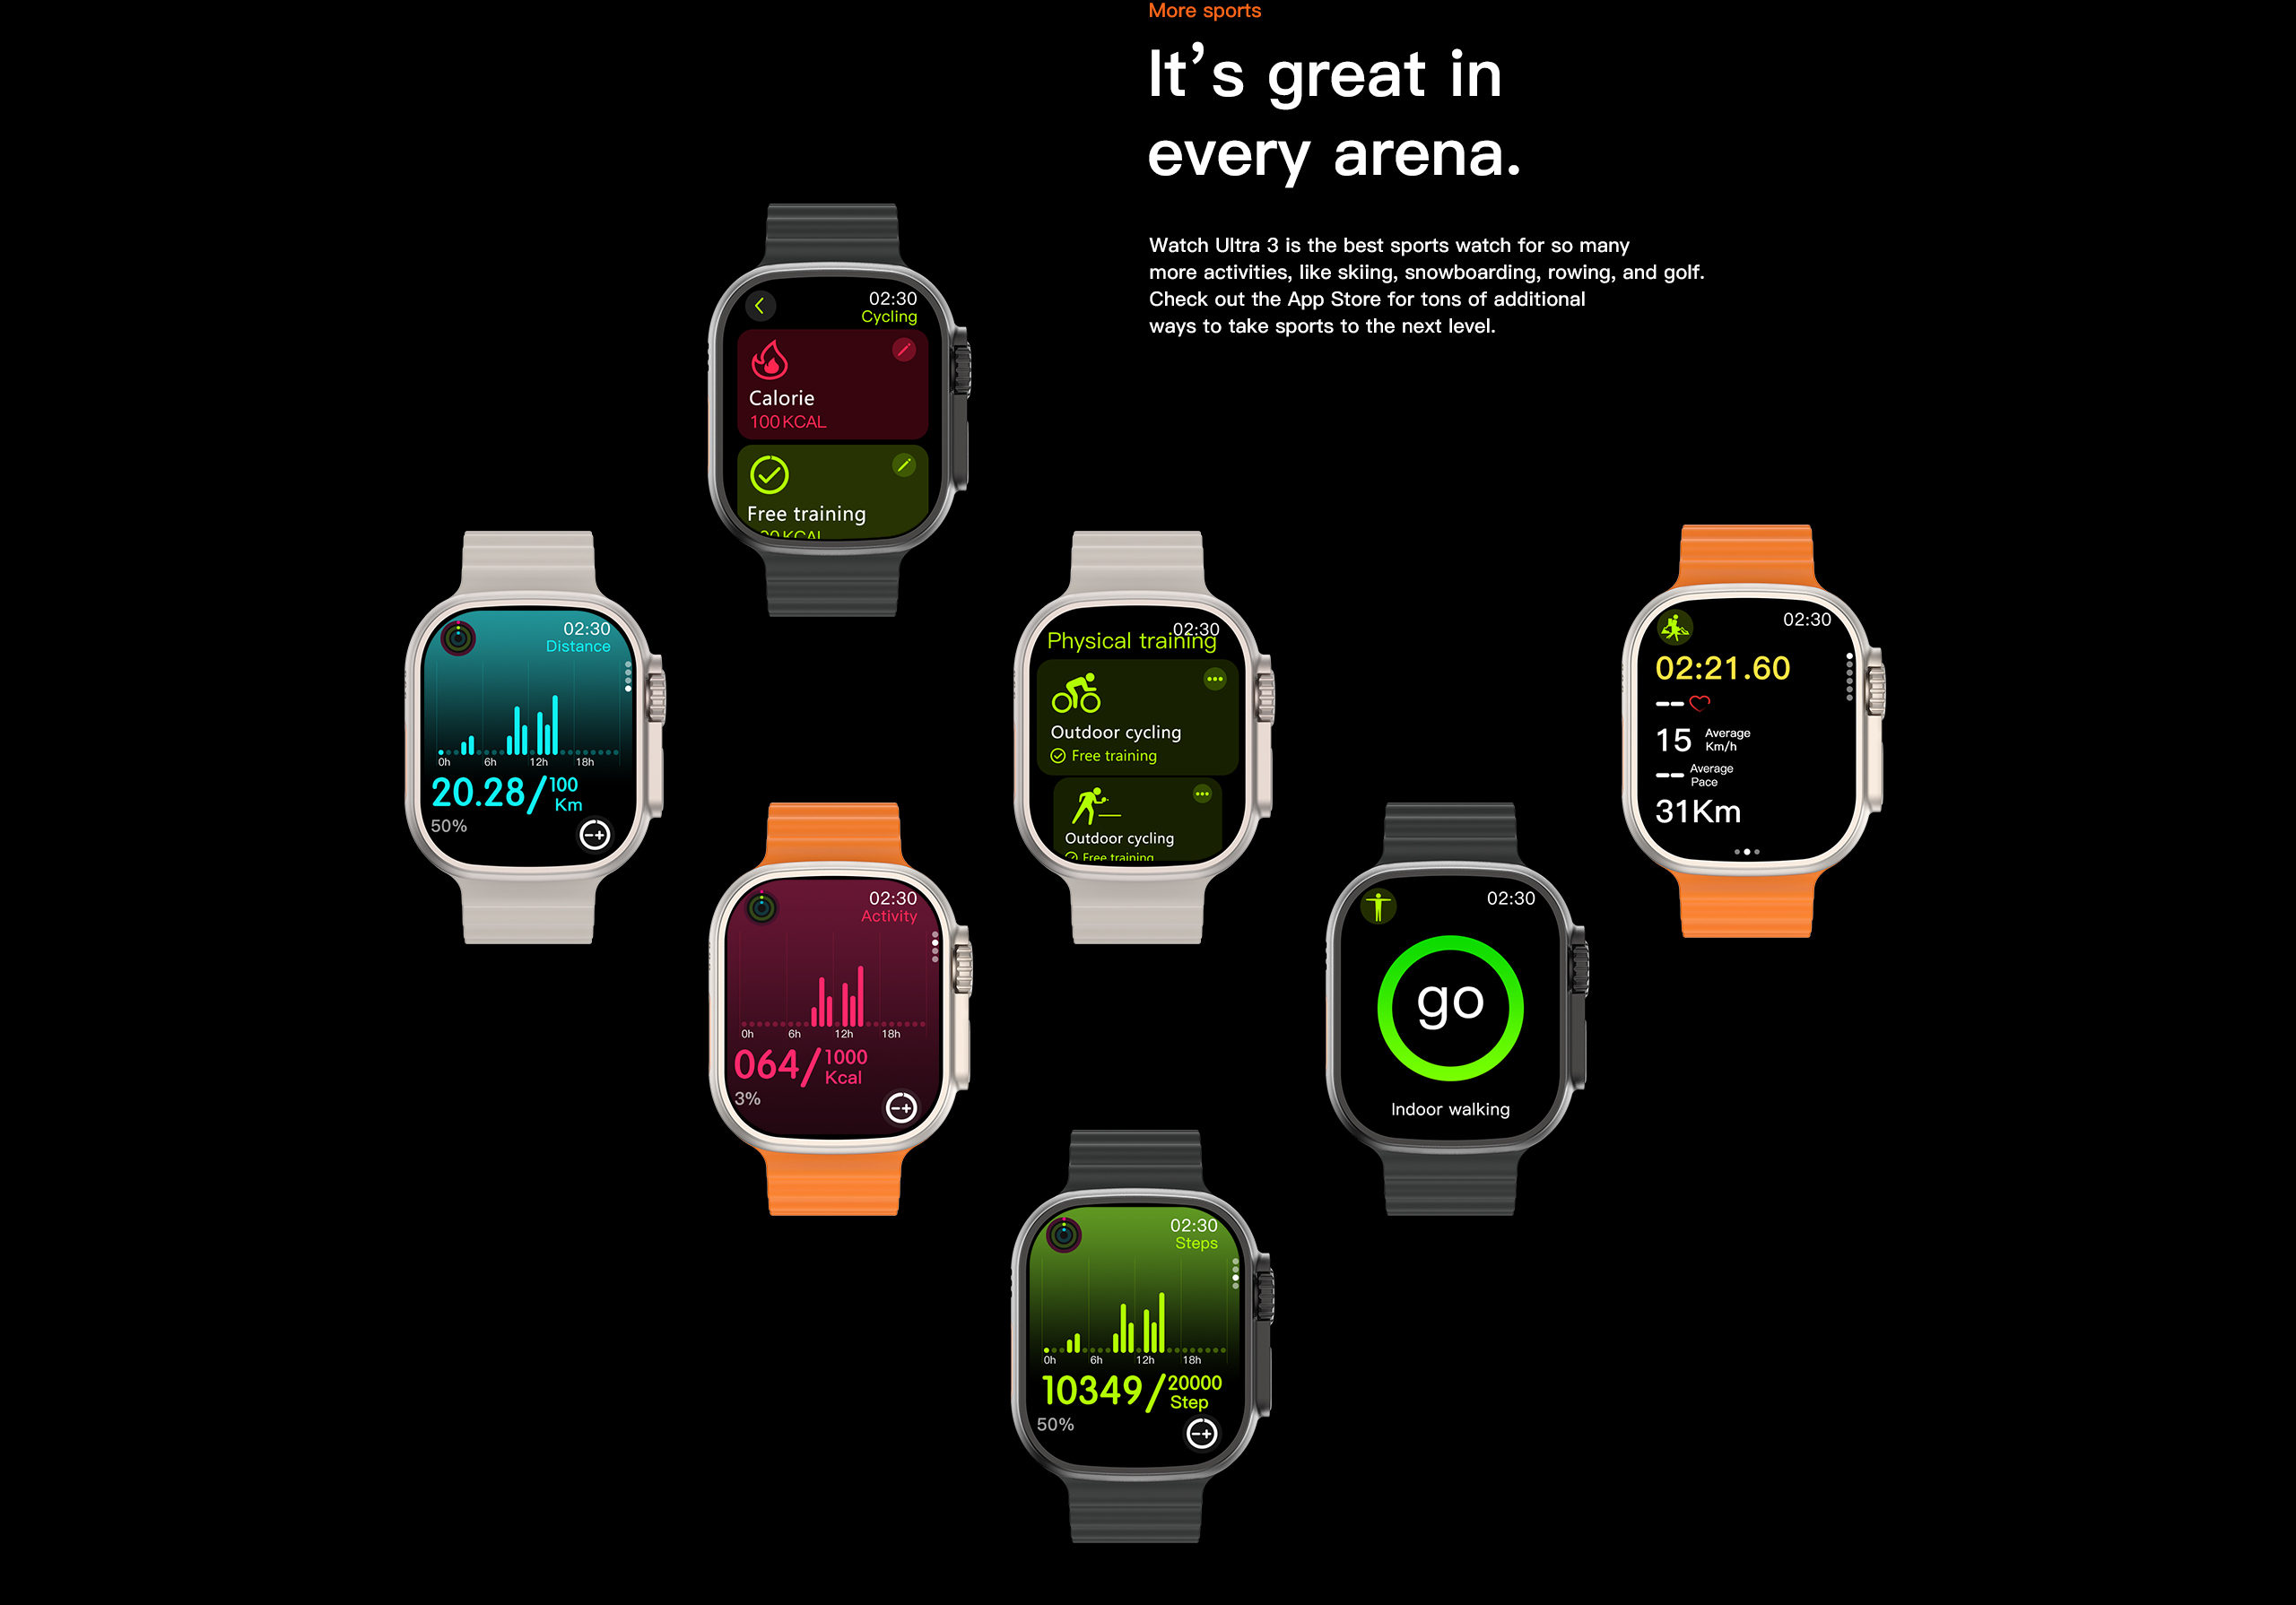 More sports
It’s great in
every arena.
Watch Ultra 3 is the best sports watch for so many
more activities, like skiing, snowboarding, rowing, and golf.
Check out the App Store for tons of additional
ways to take sports to the next level.
02:30
Cycling
Calorie
100 KCAL
Free training
KCAL
02:30
Distance
0h 6h 12h 18h
20.28/100
Km
50%
02:30
Physical training
Outdoor cycling
Free training
Outdoor cycling
Free training
02:30
02:21.60
--
15 Average
Km/h
-- Average
Pace
31Km
02:30
Activity
0h 6h 12h 18h
064/1000
Kcal
3%
02:30
go
Indoor walking
02:30
Steps
0h 6h 12h 18h
10349/20000
Step
50%